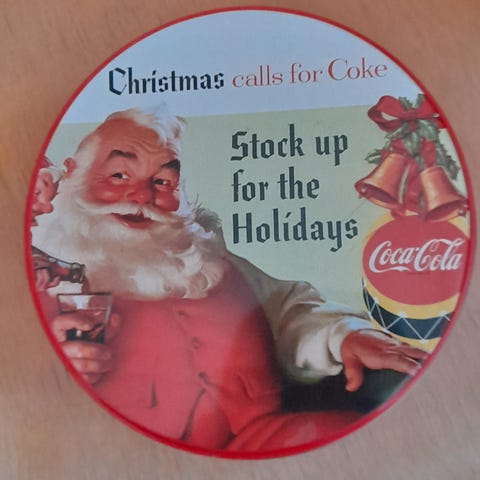 Christmas calls for Coke
Stock up
for the
Holidays
Coca-Cola